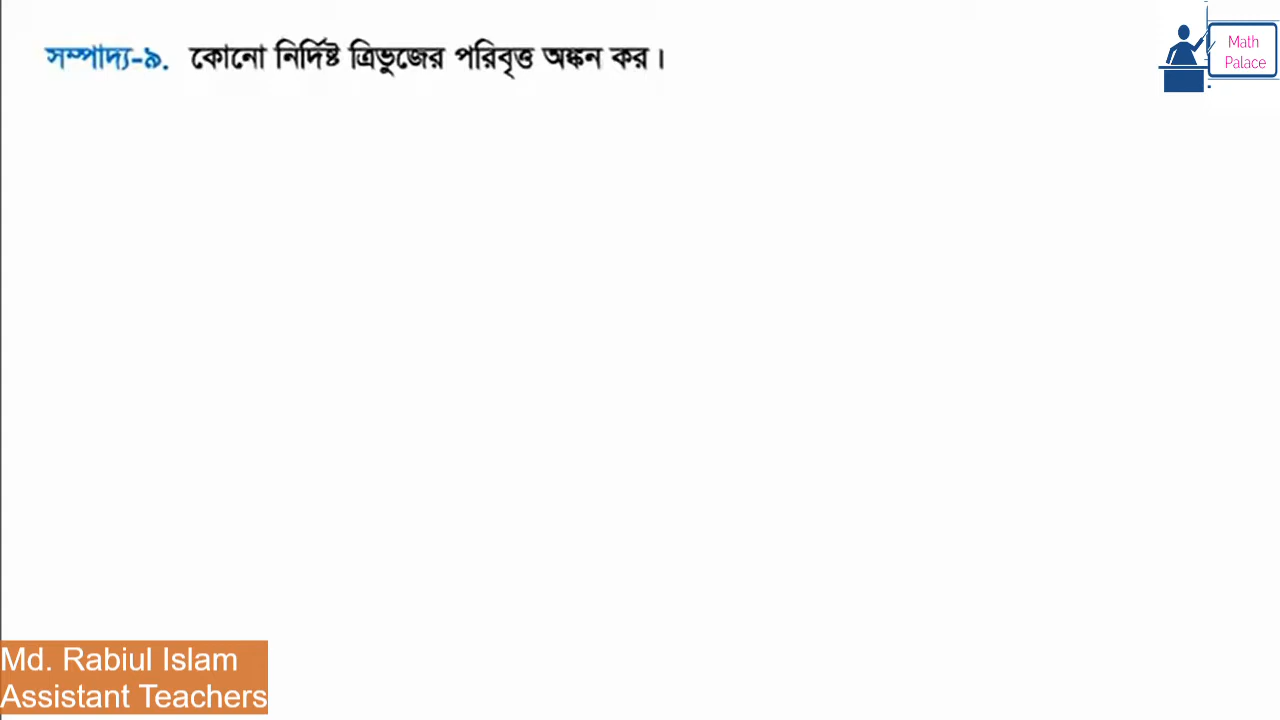 সম্পাদ্য-৯. কোনো নির্দিষ্ট ত্রিভুজের পরিবৃত্ত অঙ্কন কর।
Math
Palace
Md. Rabiul Islam
Assistant Teachers